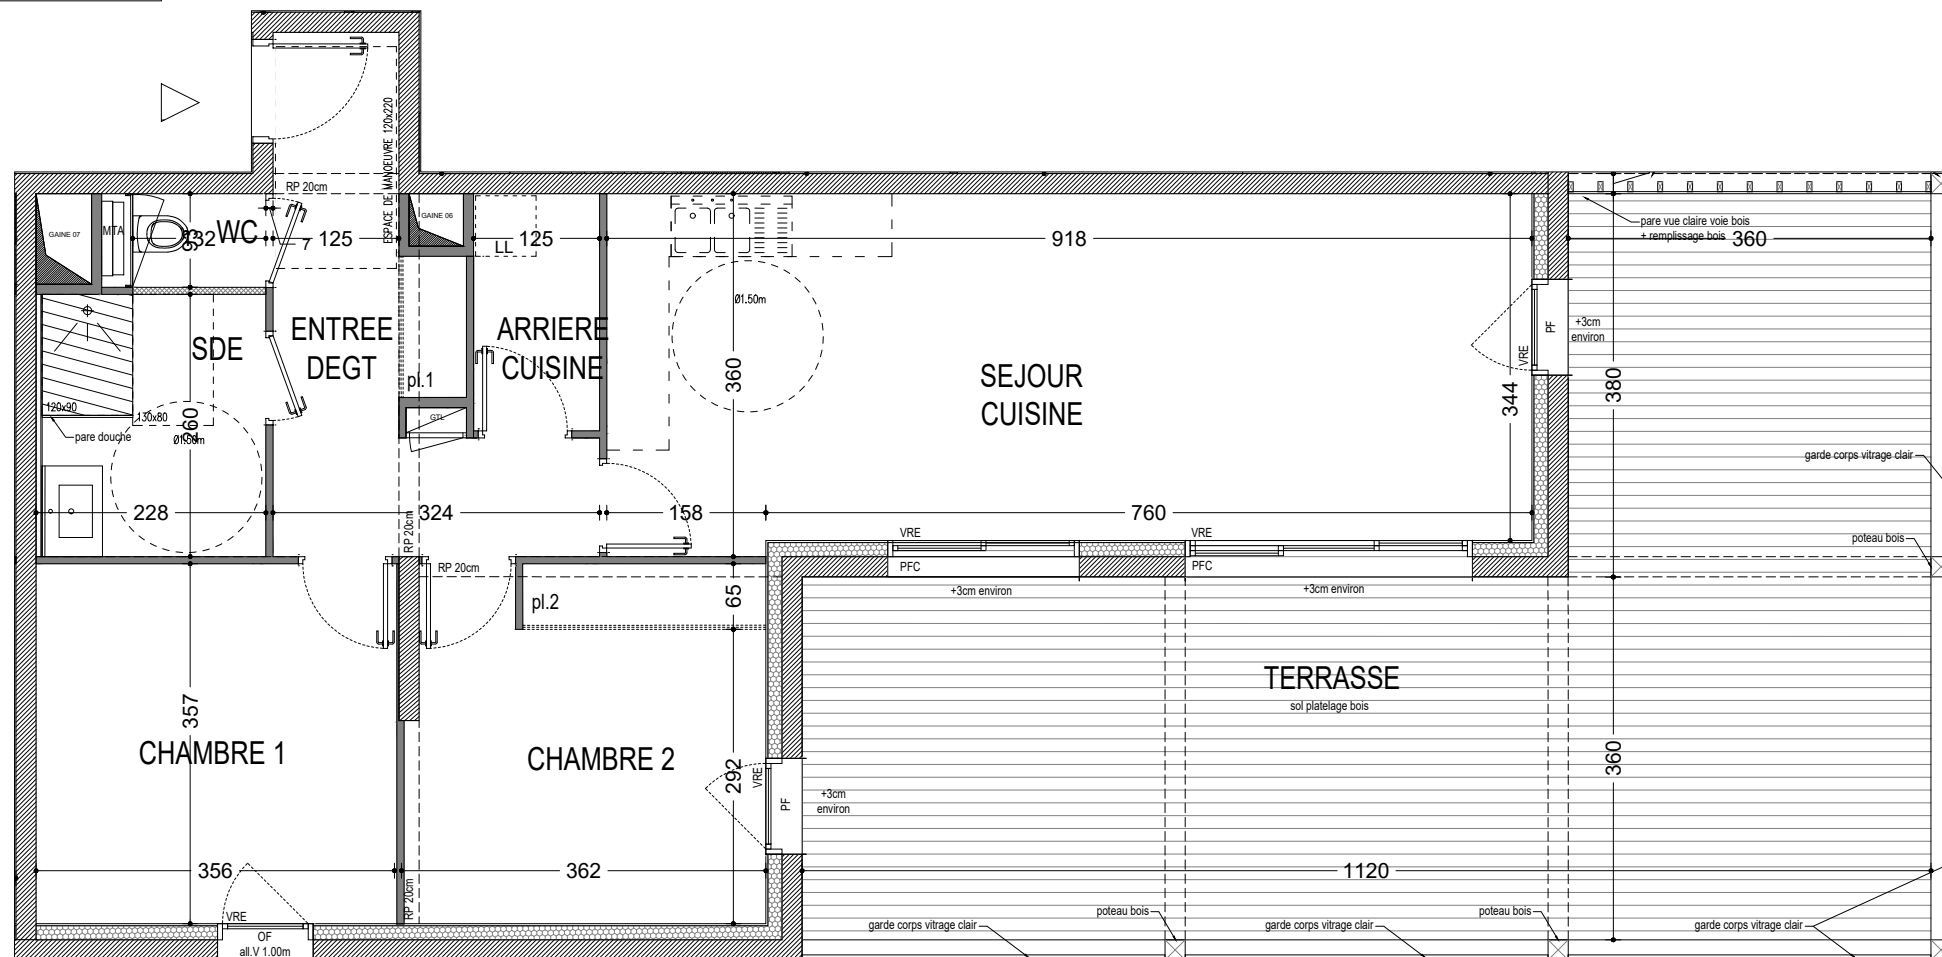 ESPACE DE MANOEUVRE 120x220
RP 20cm
GAINE 07
MTA
132
WC
93
7
125
GAINE 06
LL
125
918
pare vue claire voie bois
+ remplissage bois
360
Ø1.50m
SDE
ENTREE
DEGT
ARRIERE
CUISINE
pl.1
GTL
360
SEJOUR
CUISINE
344
VRE
PF
+3cm
environ
380
120x90
130x80
pare douche
260
Ø1.50m
garde corps vitrage clair
228
324
158
760
RP 20cm
VRE
VRE
poteau bois
PFC
PFC
RP 20cm
+3cm environ
+3cm environ
pl.2
65
TERRASSE
sol platelage bois
357
CHAMBRE 1
CHAMBRE 2
292
VRE
PF
+3cm
environ
360
356
362
1120
RP 20cm
VRE
OF
all.V 1.00m
garde corps vitrage clair
poteau bois
garde corps vitrage clair
poteau bois
garde corps vitrage clair